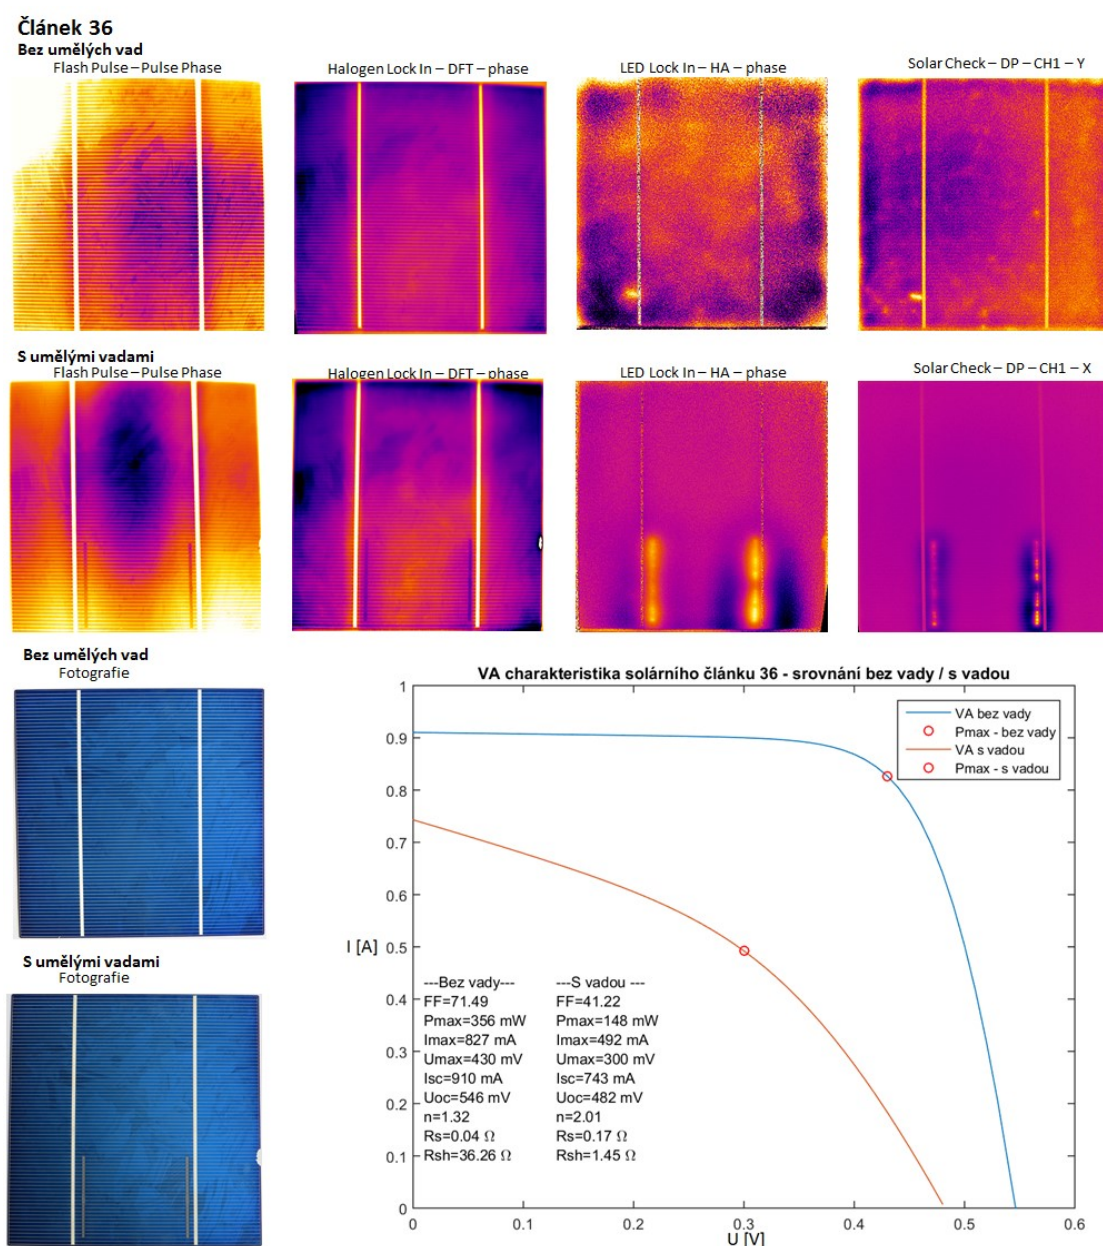 Článek 36
Bez umělých vad
Flash Pulse – Pulse Phase
Halogen Lock In – DFT – phase
LED Lock In – HA – phase
Solar Check – DP – CH1 – Y
S umělými vadami
Flash Pulse – Pulse Phase
Halogen Lock In – DFT – phase
LED Lock In – HA – phase
Solar Check – DP – CH1 – X
Bez umělých vad
Fotografie
S umělými vadami
Fotografie
VA charakteristika solárního článku 36 - srovnání bez vady / s vadou
VA bez vady
Pmax - bez vady
VA s vadou
Pmax - s vadou
1
0.9
0.8
0.7
0.6
0.5
0.4
0.3
0.2
0.1
0
I [A]
---Bez vady---
FF=71.49
Pmax=356 mW
Imax=827 mA
Umax=430 mV
Isc=910 mA
Uoc=546 mV
n=1.32
Rs=0.04 Ω
Rsh=36.26 Ω
---S vadou ---
FF=41.22
Pmax=148 mW
Imax=492 mA
Umax=300 mV
Isc=743 mA
Uoc=482 mV
n=2.01
Rs=0.17 Ω
Rsh=1.45 Ω
0 0.1 0.2 0.3 0.4 0.5 0.6
U [V]